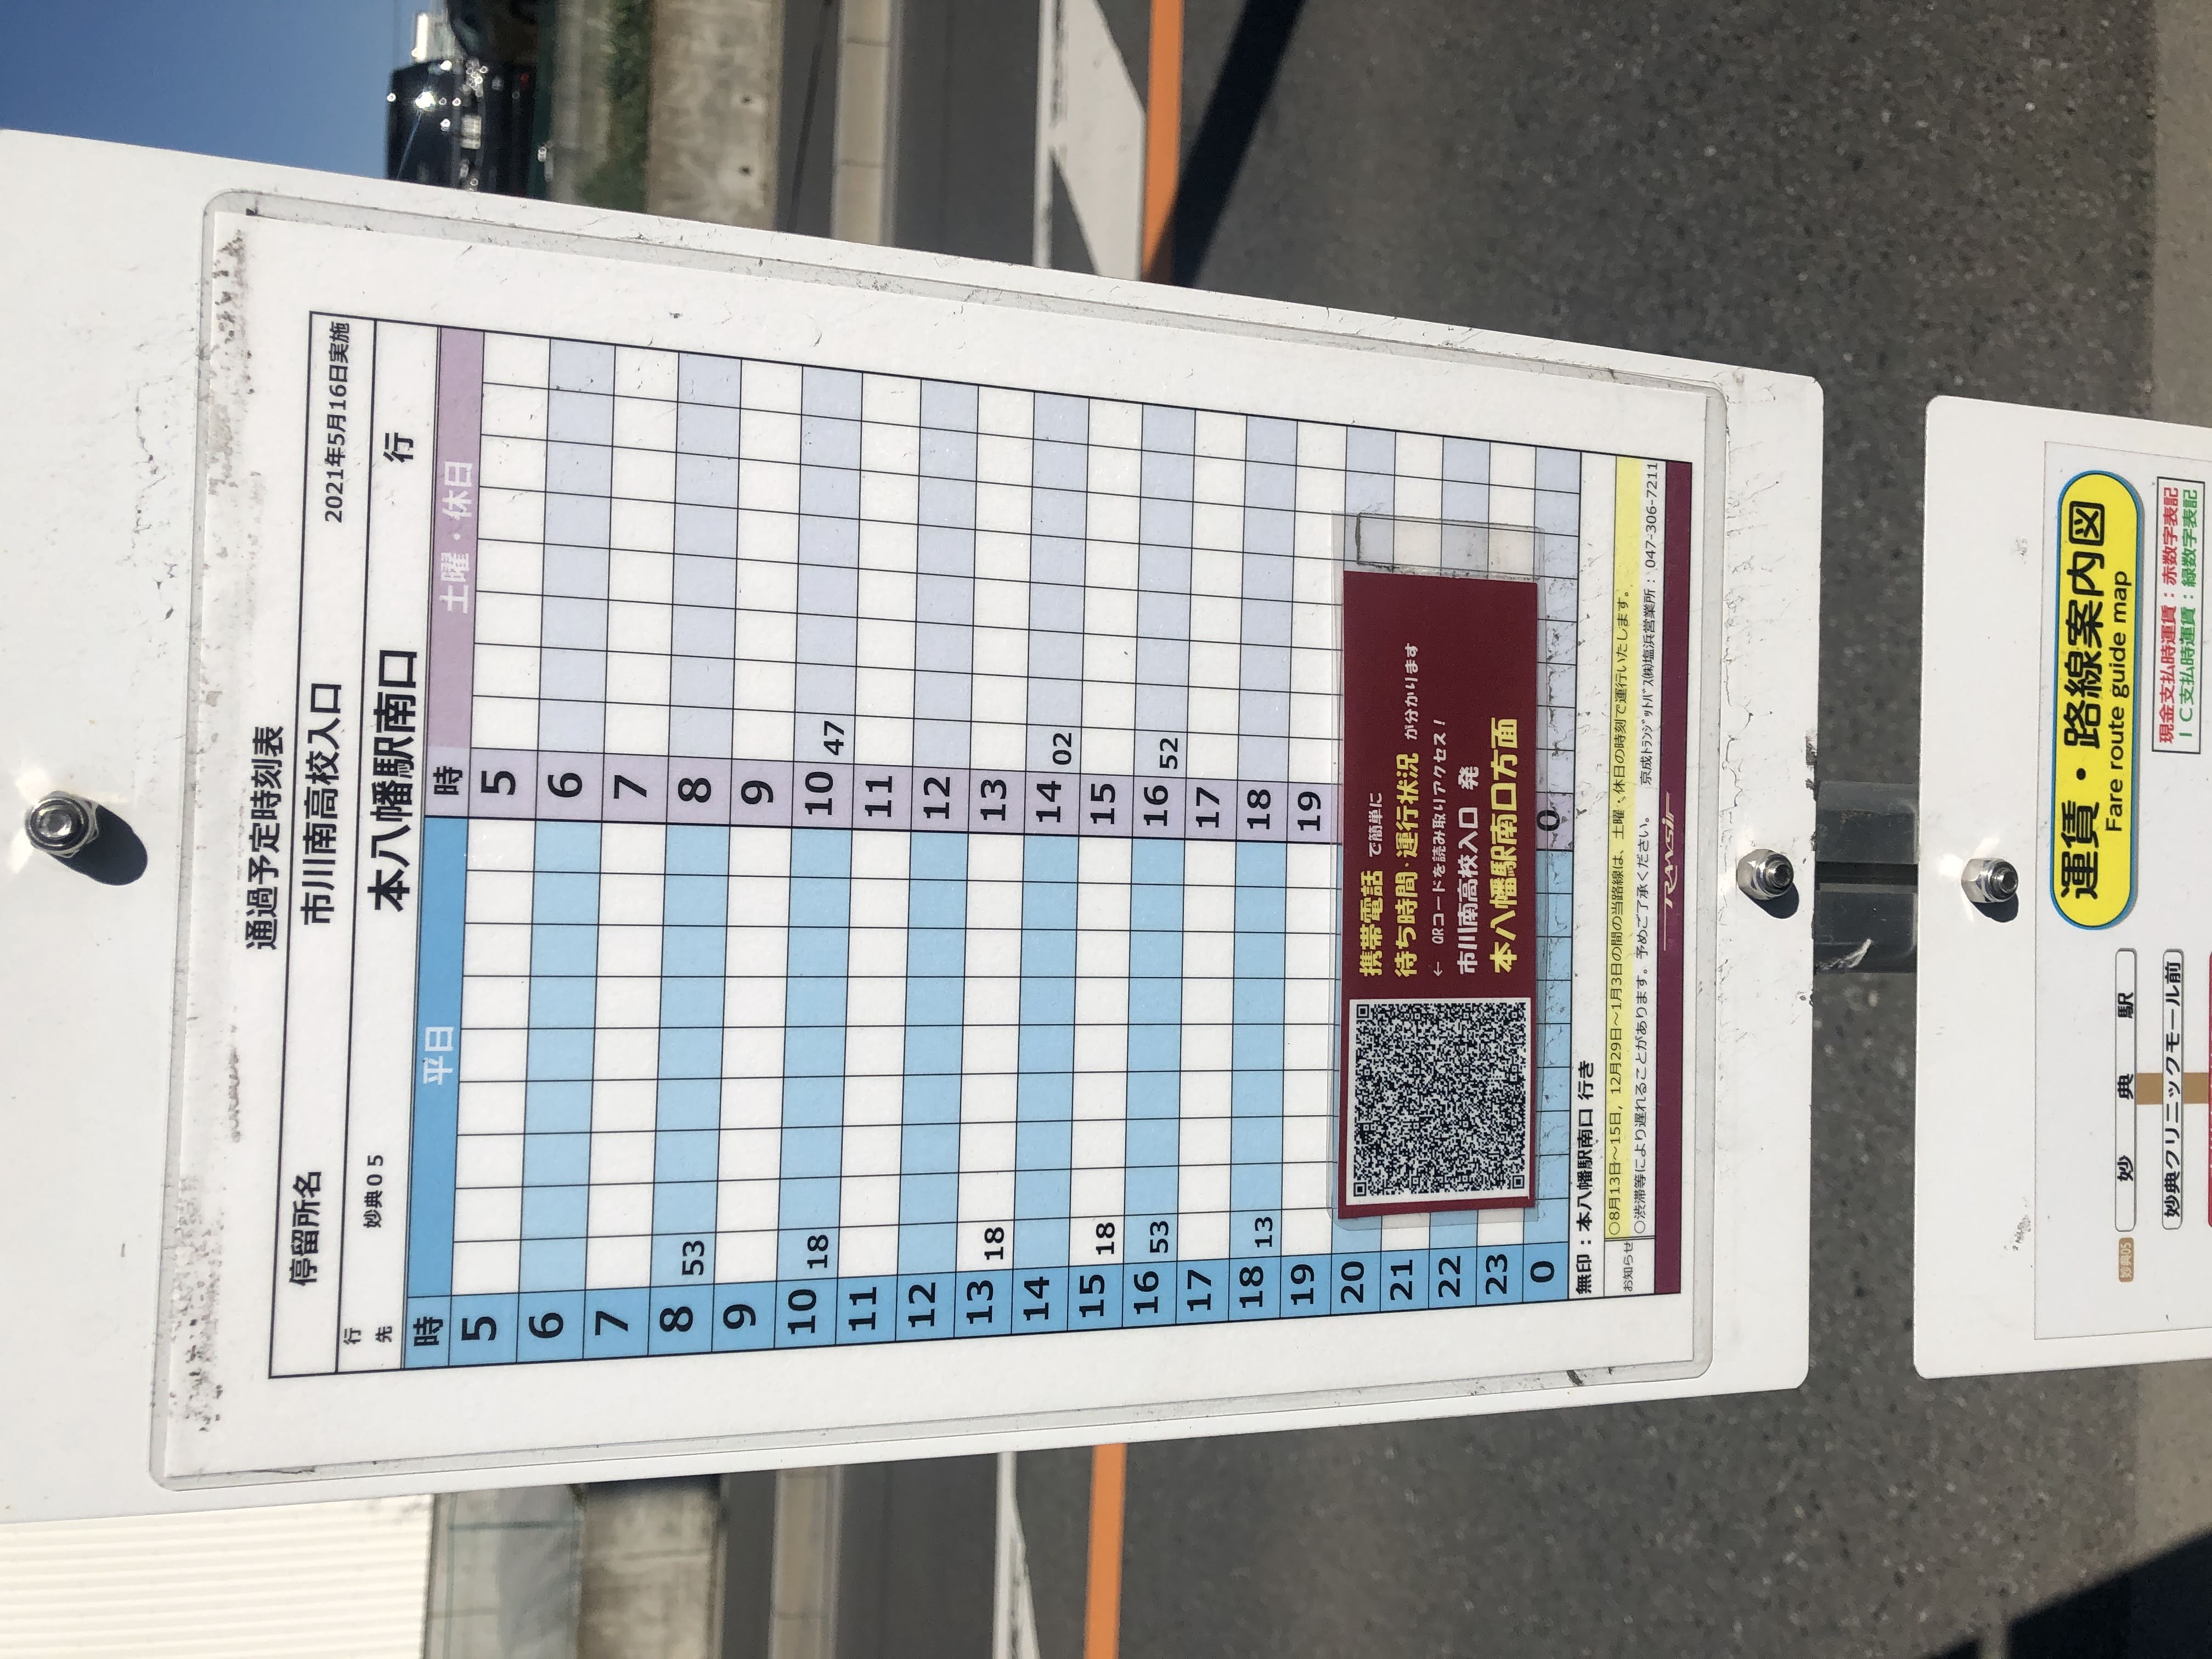 通過予定時刻表
停留所名 市川南高校入口 2021年5月16日実施
行先 妙典05 本八幡駅南口 行
時 平日 時 土曜・休日
5 5
6 6
7 7
8 53 8
9 9
10 18 10 47
11 11
12 12
13 18 13
14 14 02
15 18 15
16 53 16 52
17 17
18 13 18
19 19
20
21
22
23
0 0
携帯電話 で簡単に
待ち時間・運行状況 が分かります
← QRコードを読み取りアクセス!
市川南高校入口 発
本八幡駅南口方面
無印:本八幡駅南口 行き
お知らせ
○8月13日~15日, 12月29日~1月3日の間の当路線は、土曜・休日の時刻で運行いたします。
○渋滞等により遅れることがあります。予めご了承ください。 京成トランジットバス㈱塩浜営業所: 047-306-7211
TRANSIT
運賃・路線案内図
Fare route guide map
妙典05 妙典駅
妙典クリニックモール前
現金支払時運賃:赤数字表記
IC支払時運賃:緑数字表記